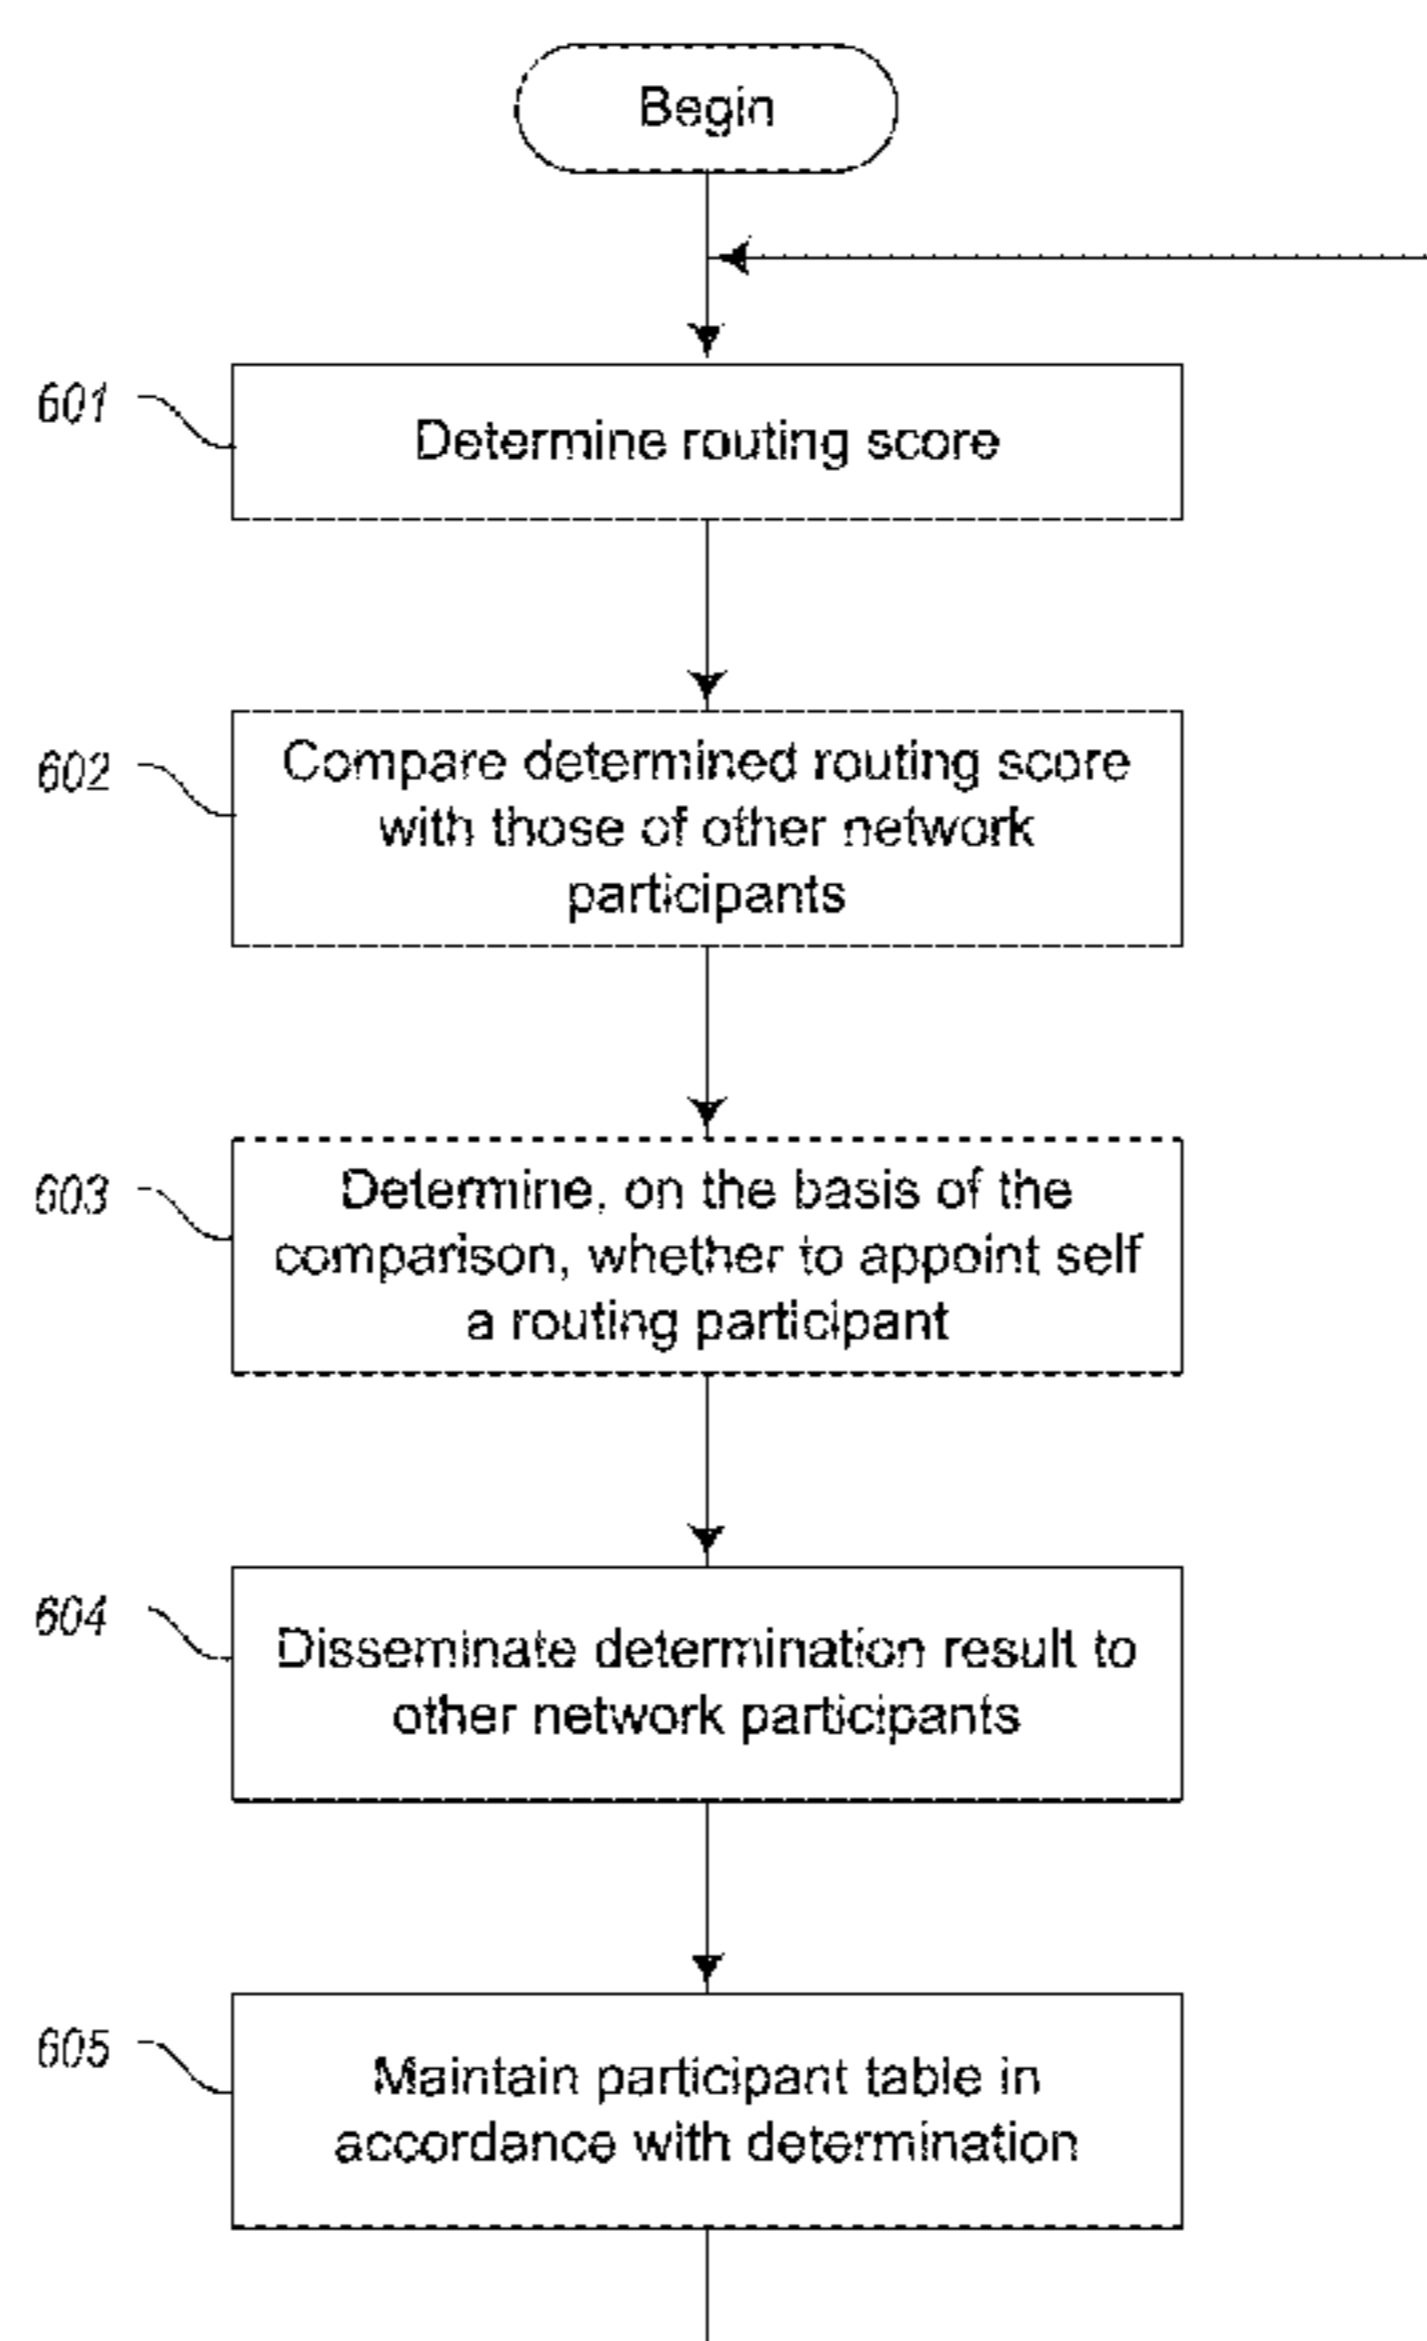 Begin
601
Determine routing score
602
Compare determined routing score
with those of other network
participants
603
Determine, on the basis of the
comparison, whether to appoint self
a routing participant
604
Disseminate determination result to
other network participants
605
Maintain participant table in
accordance with determination